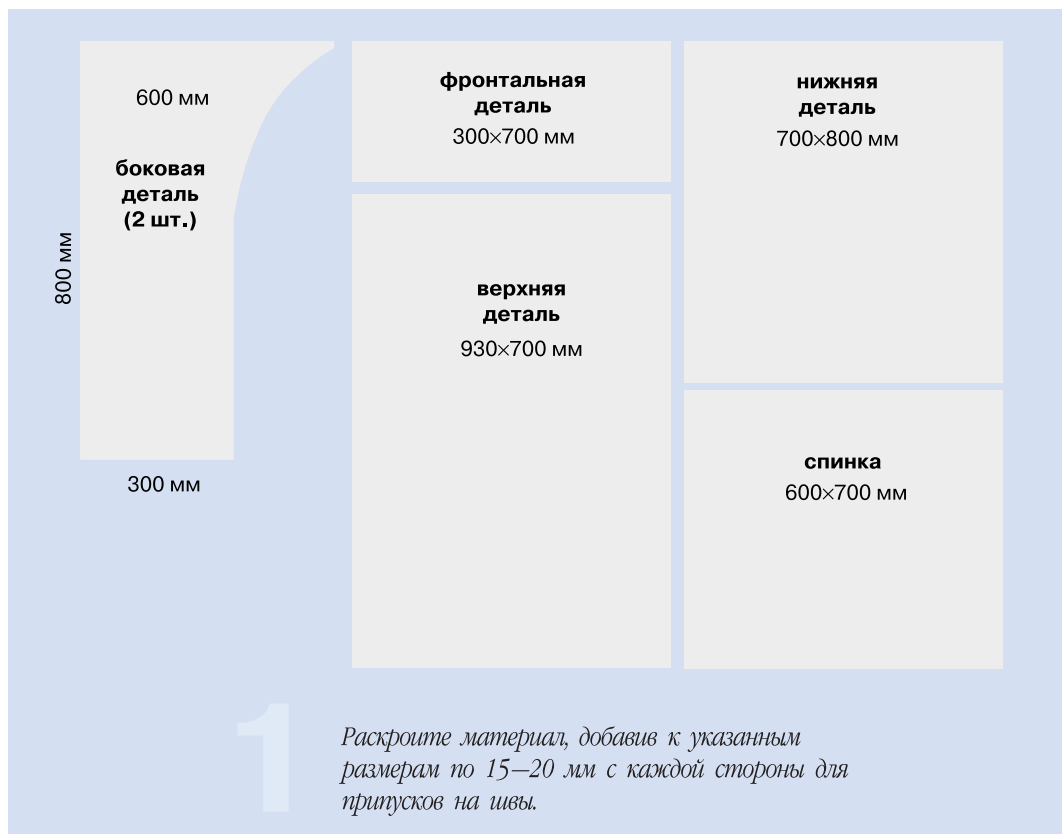 600 мм
боковая
деталь
(2 шт.)
800 мм
300 мм
фронтальная
деталь
300×700 мм
верхняя
деталь
930×700 мм
нижняя
деталь
700×800 мм
спинка
600×700 мм
1
Раскроите материал, добавив к указанным
размерам по 15—20 мм с каждой стороны для
припусков на швы.